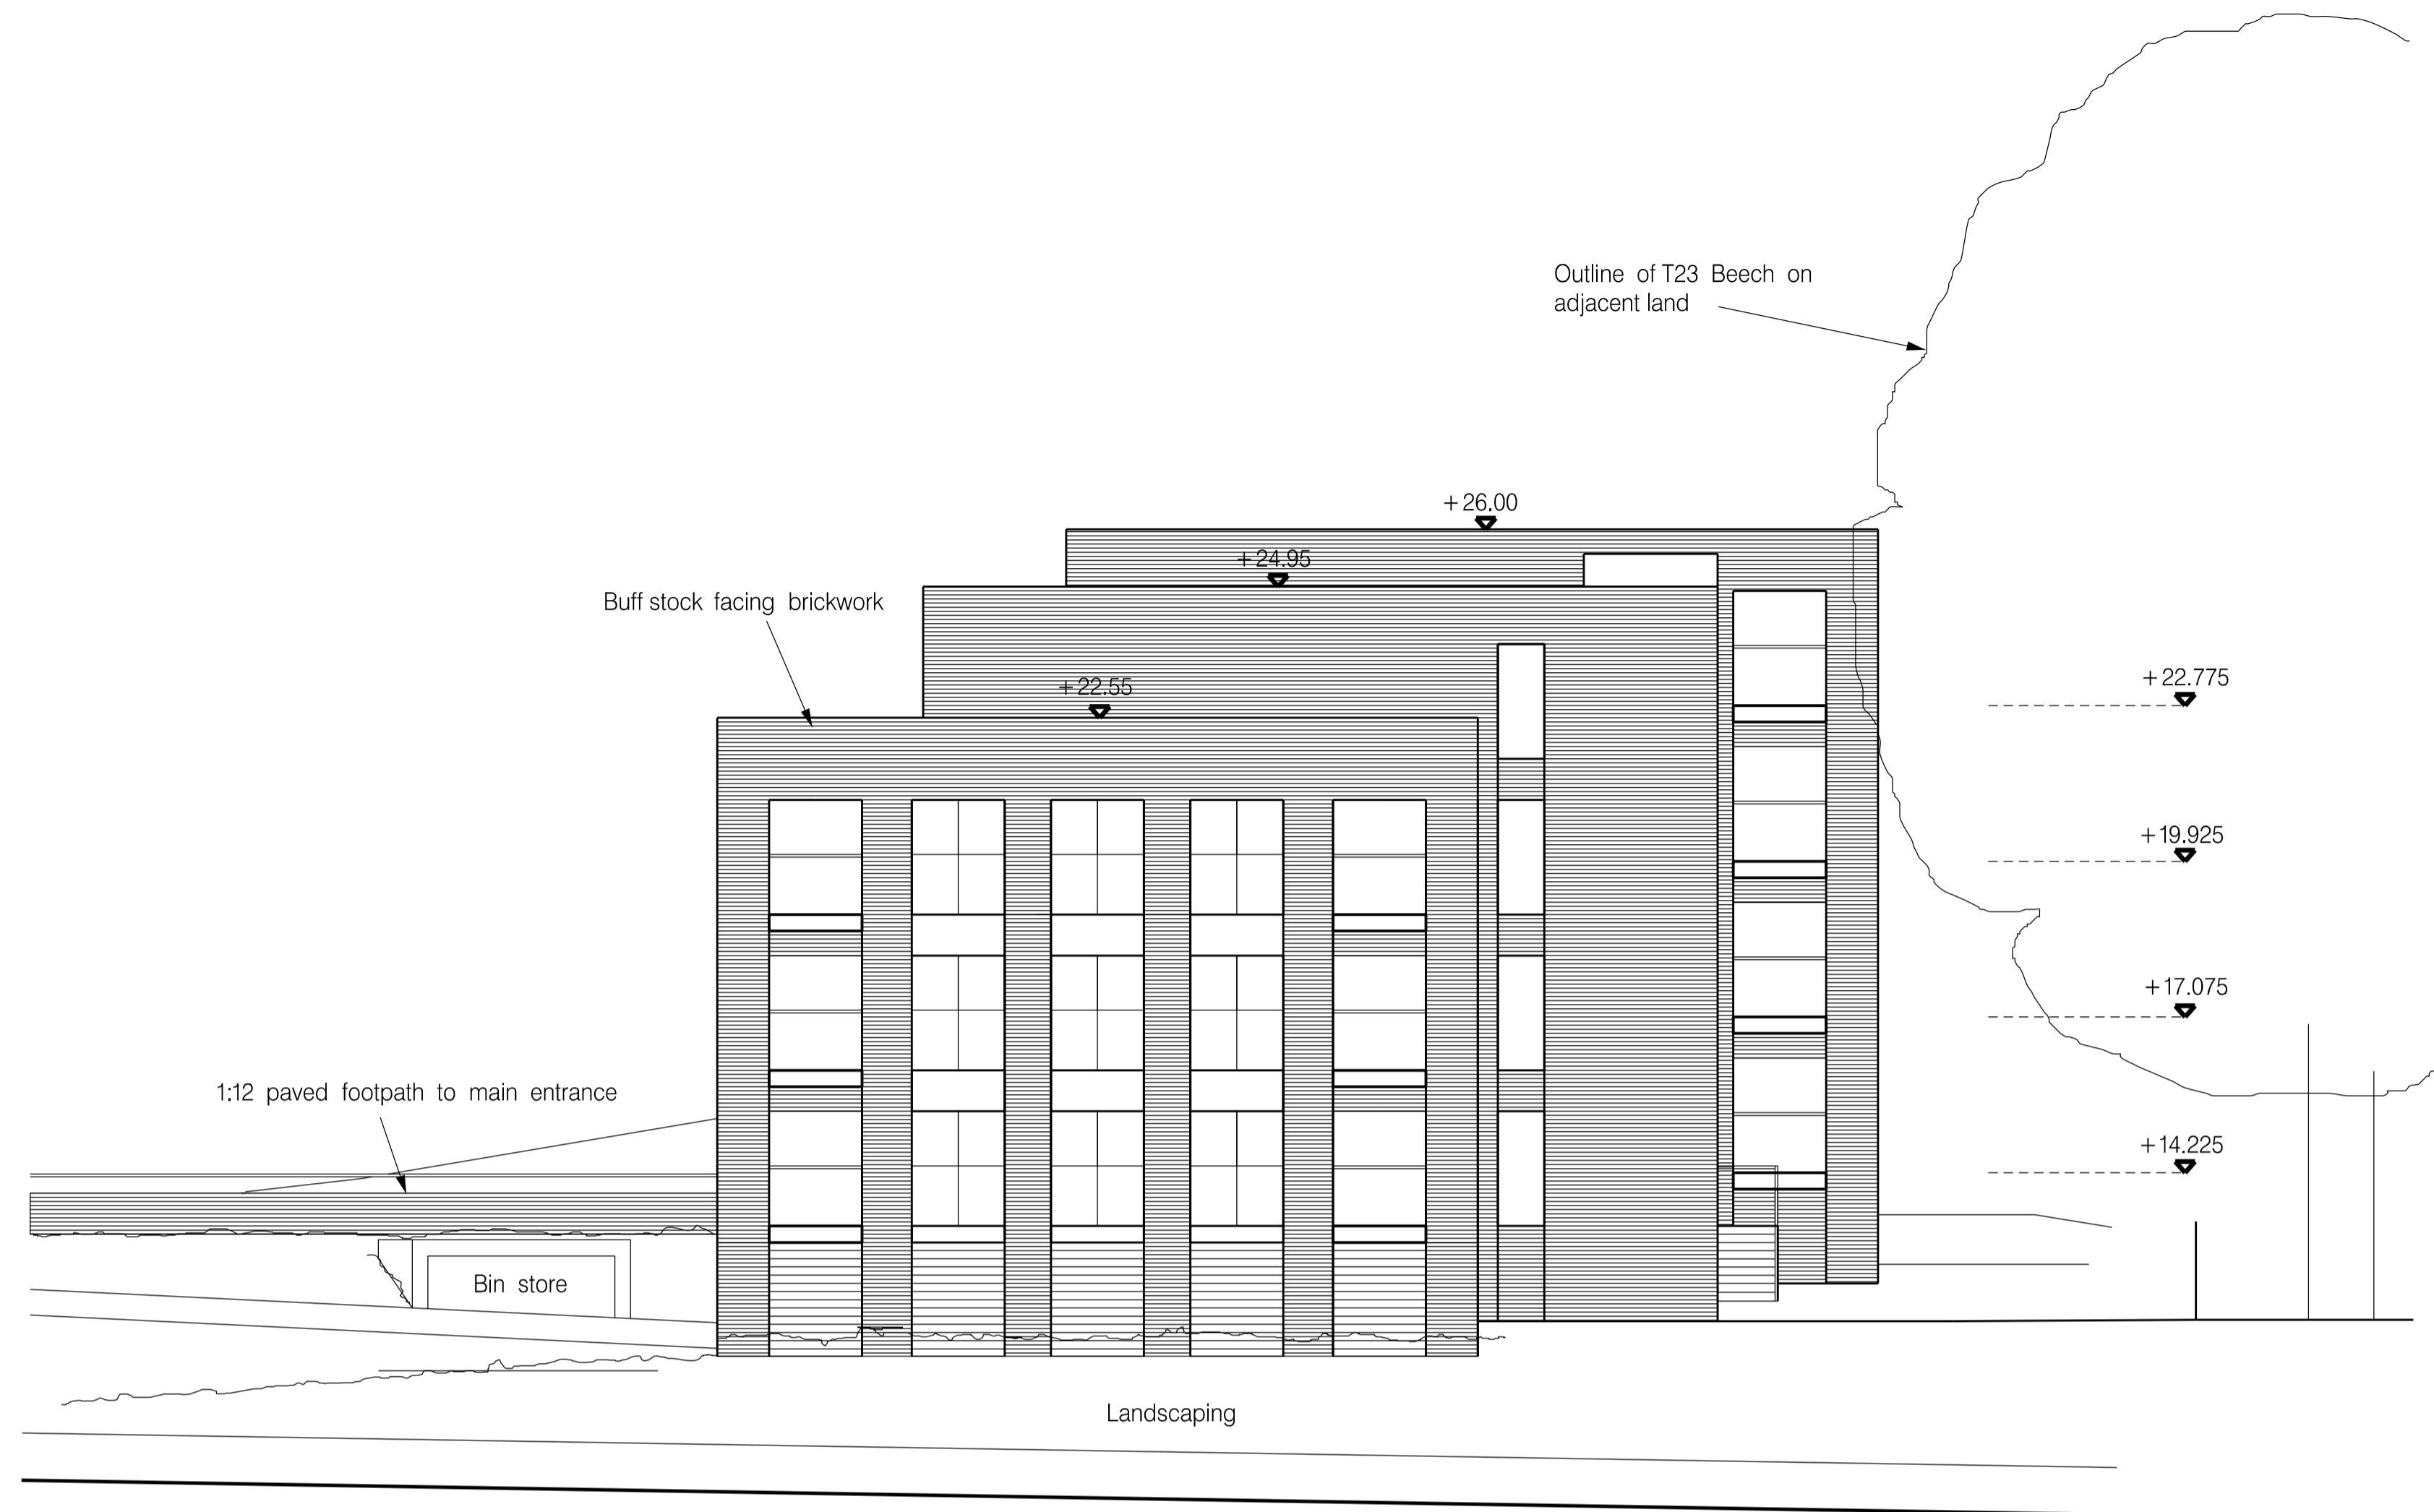 Outline of T23 Beech on
adjacent land
+26.00
+24.95
Buff stock facing brickwork
+22.55
+22.775
+19.925
+17.075
1:12 paved footpath to main entrance
+14.225
Bin store
Landscaping